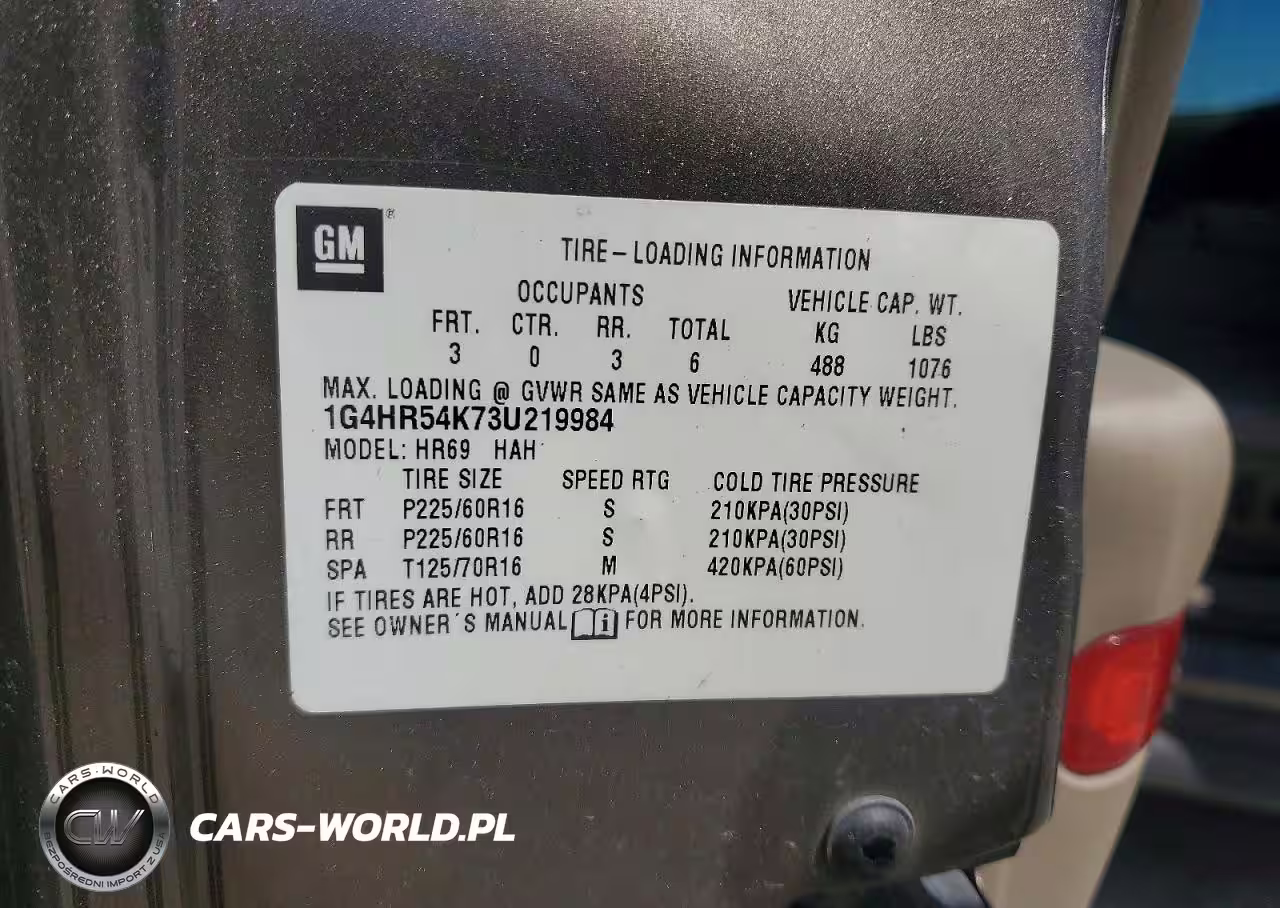 GM ®
TIRE-LOADING INFORMATION
OCCUPANTS VEHICLE CAP. WT.
FRT. CTR. RR. TOTAL KG LBS
3 0 3 6 488 1076
MAX. LOADING @ GVWR SAME AS VEHICLE CAPACITY WEIGHT.
1G4HR54K73U219984
MODEL: HR69 HAH
TIRE SIZE SPEED RTG COLD TIRE PRESSURE
FRT P225/60R16 S 210KPA(30PSI)
RR P225/60R16 S 210KPA(30PSI)
SPA T125/70R16 M 420KPA(60PSI)
IF TIRES ARE HOT, ADD 28KPA(4PSI).
SEE OWNER'S MANUAL i FOR MORE INFORMATION.
CARS-WORLD
CW
BEZPOŚREDNI IMPORT Z USA
CARS-WORLD.PL